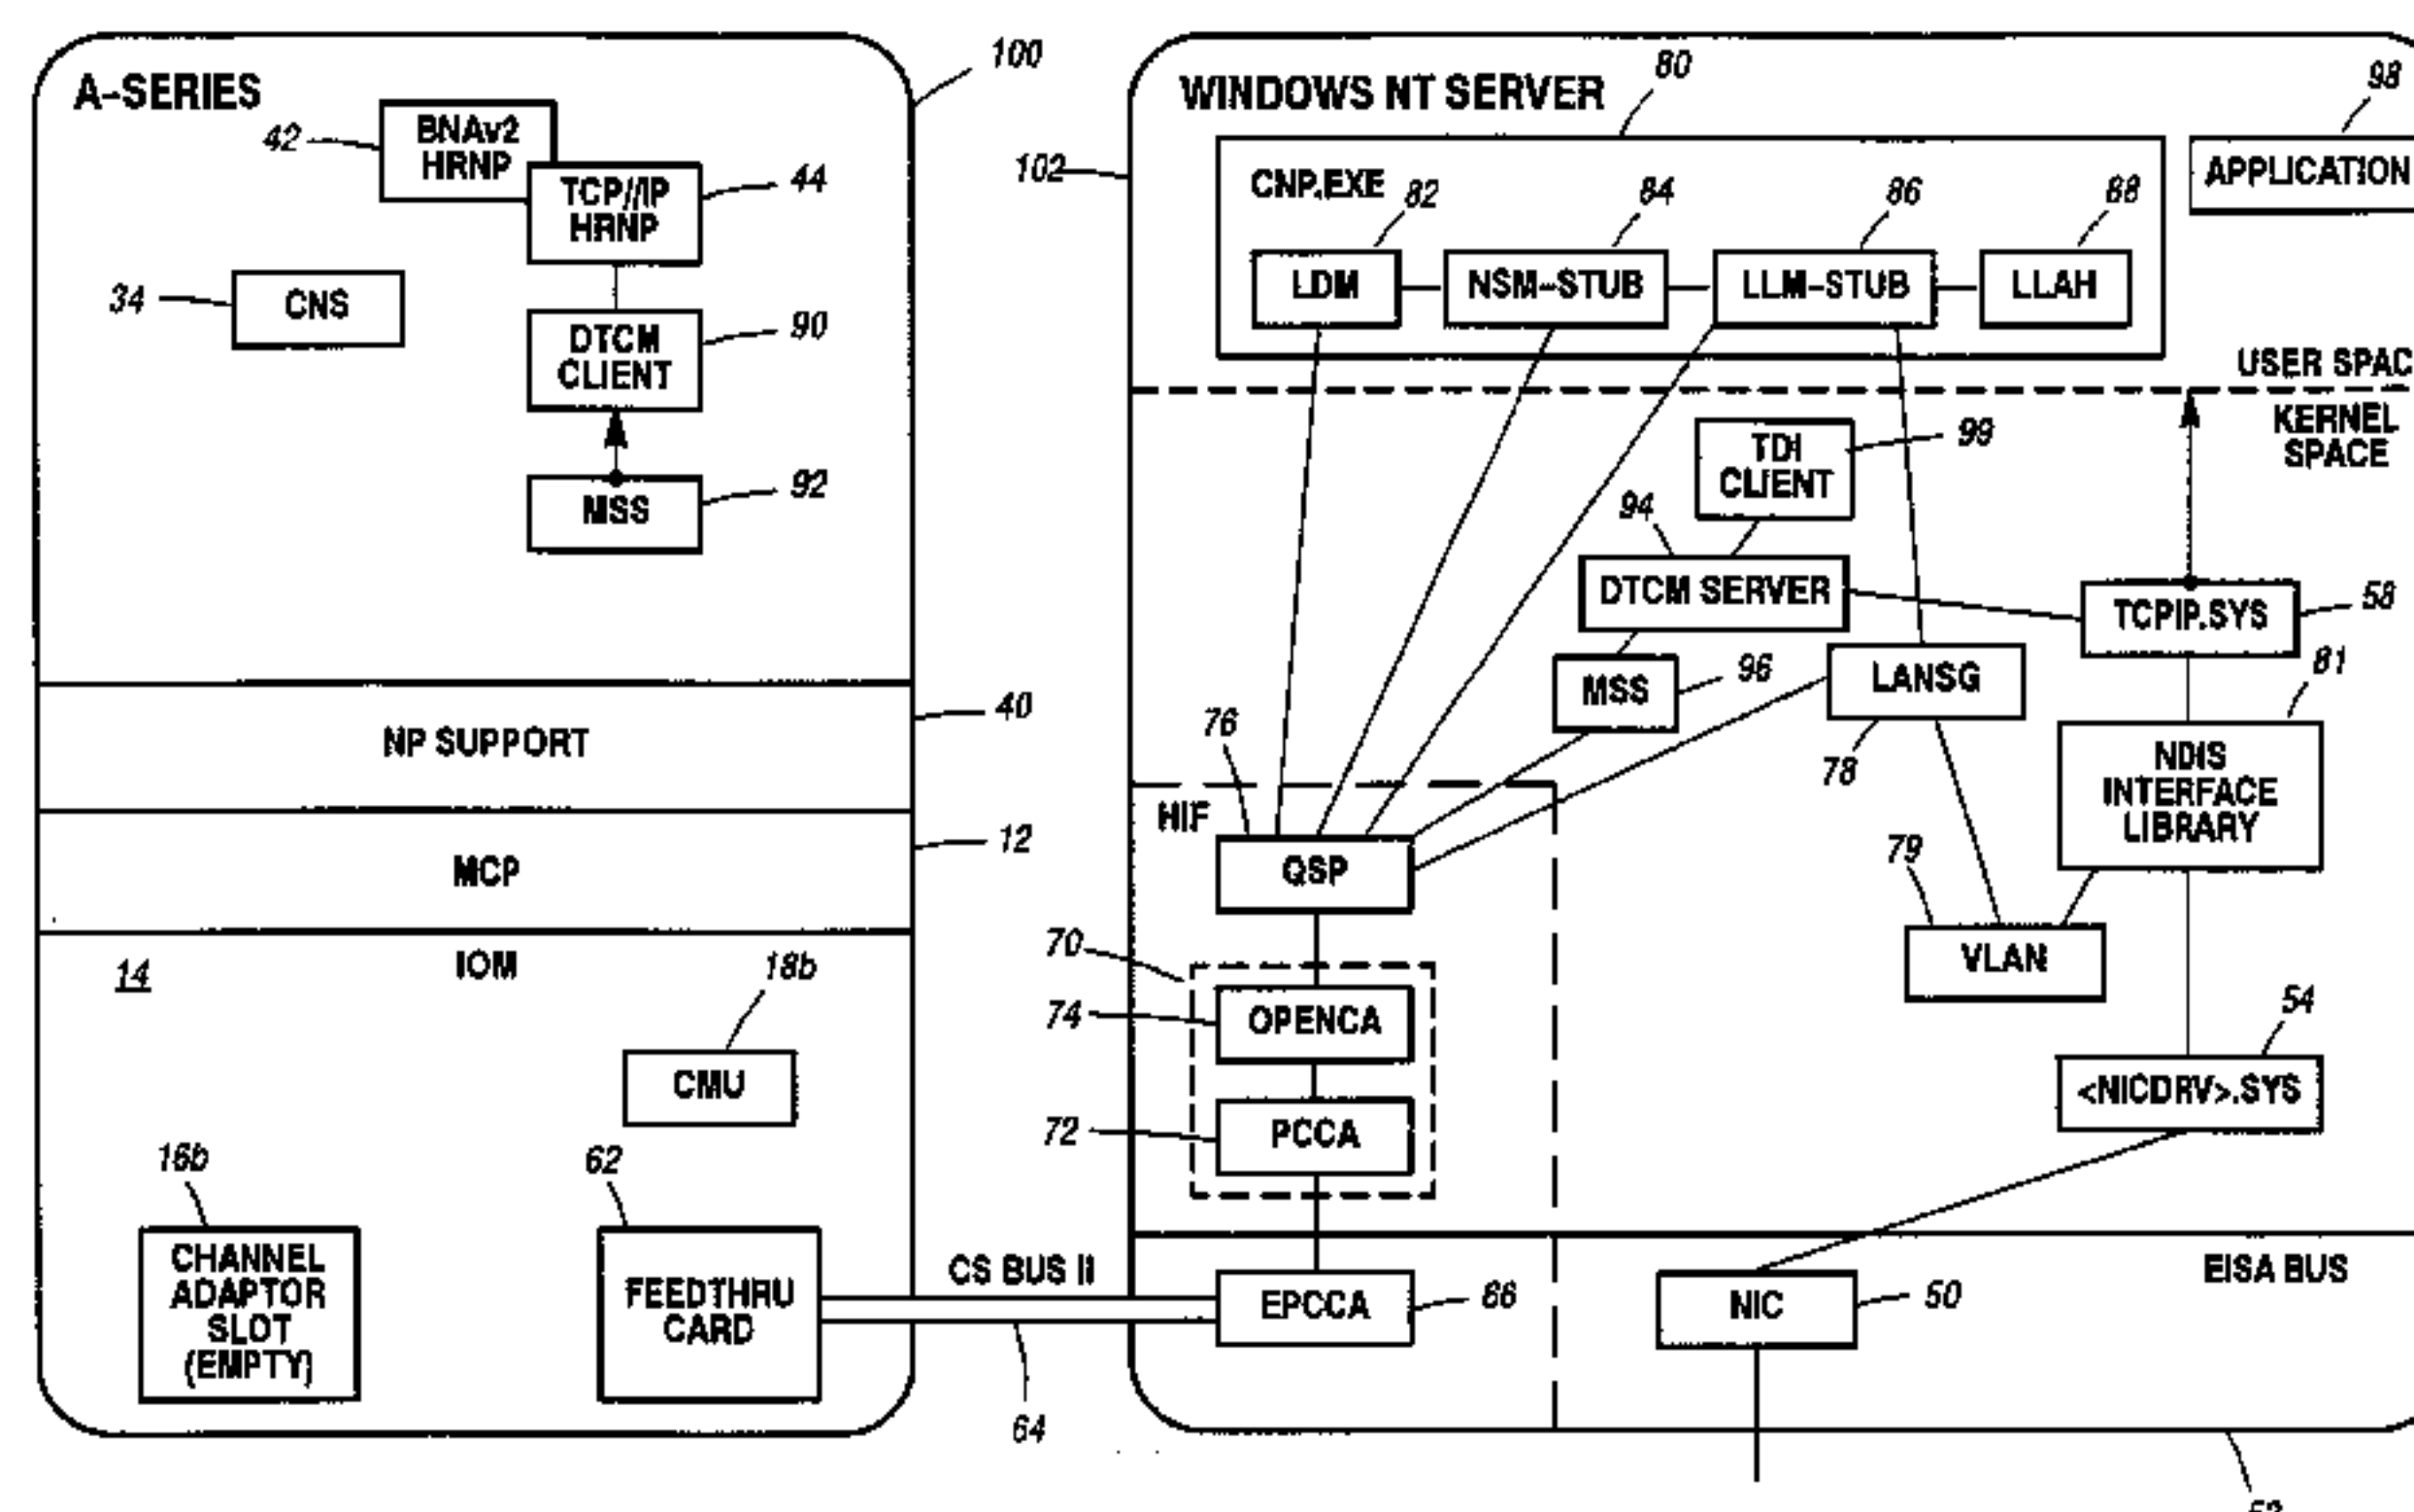 A-SERIES
100
42
BNAv2
HRNP
TCP//IP
HRNP
44
34
CNS
DTCM
CLIENT
90
MSS
92
NP SUPPORT
40
MCP
12
IOM
14
18b
CMU
16b
CHANNEL
ADAPTOR
SLOT
(EMPTY)
62
FEEDTHRU
CARD
CS BUS II
64
WINDOWS NT SERVER
102
80
98
APPLICATION
CNP.EXE
82
84
86
88
LDM
NSM-STUB
LLM-STUB
LLAH
USER SPAC
KERNEL
SPACE
TDI
CLIENT
99
94
DTCM SERVER
TCPIP.SYS
58
MSS
96
LANSG
78
81
NDIS
INTERFACE
LIBRARY
76
HIF
QSP
79
VLAN
70
74
OPENCA
72
PCCA
54
<NICDRV>.SYS
EISA BUS
EPCCA
66
NIC
50